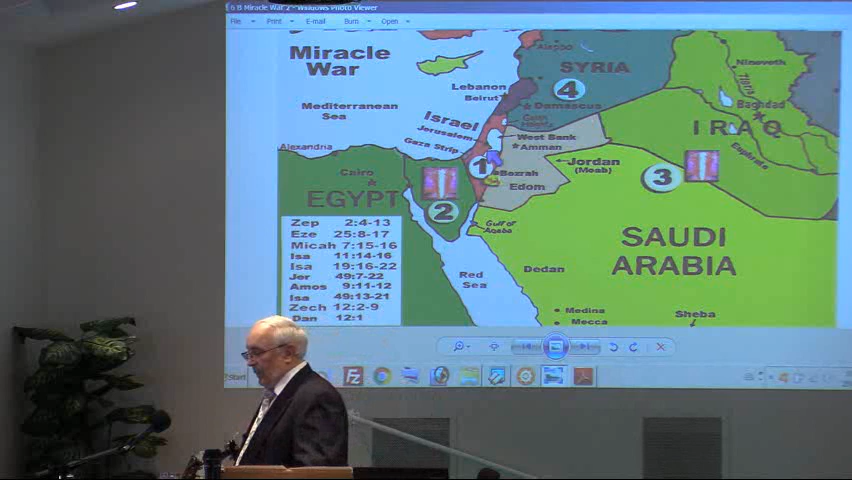 6 B Miracle War 2 - Windows Photo Viewer
File Print E-mail Burn Open
Miracle War
Mediterranean Sea
Lebanon
Beirut
Aleppo
SYRIA
4
Damascus
Nineveh
Tigris
Baghdad
IRAQ
Euphrate
Israel
Jerusalem
Gaza Strip
Golan Heights
West Bank
Amman
Jordan
(Moab)
1
Bozrah
Edom
3
Alexandria
Cairo
EGYPT
2
Gulf of Aqaba
SAUDI ARABIA
Red Sea
Dedan
Medina
Mecca
Sheba
Zep 2:4-13
Eze 25:8-17
Micah 7:15-16
Isa 11:14-16
Isa 19:16-22
Jer 49:7-22
Amos 9:11-12
Isa 49:13-21
Zech 12:2-9
Dan 12:1
Start